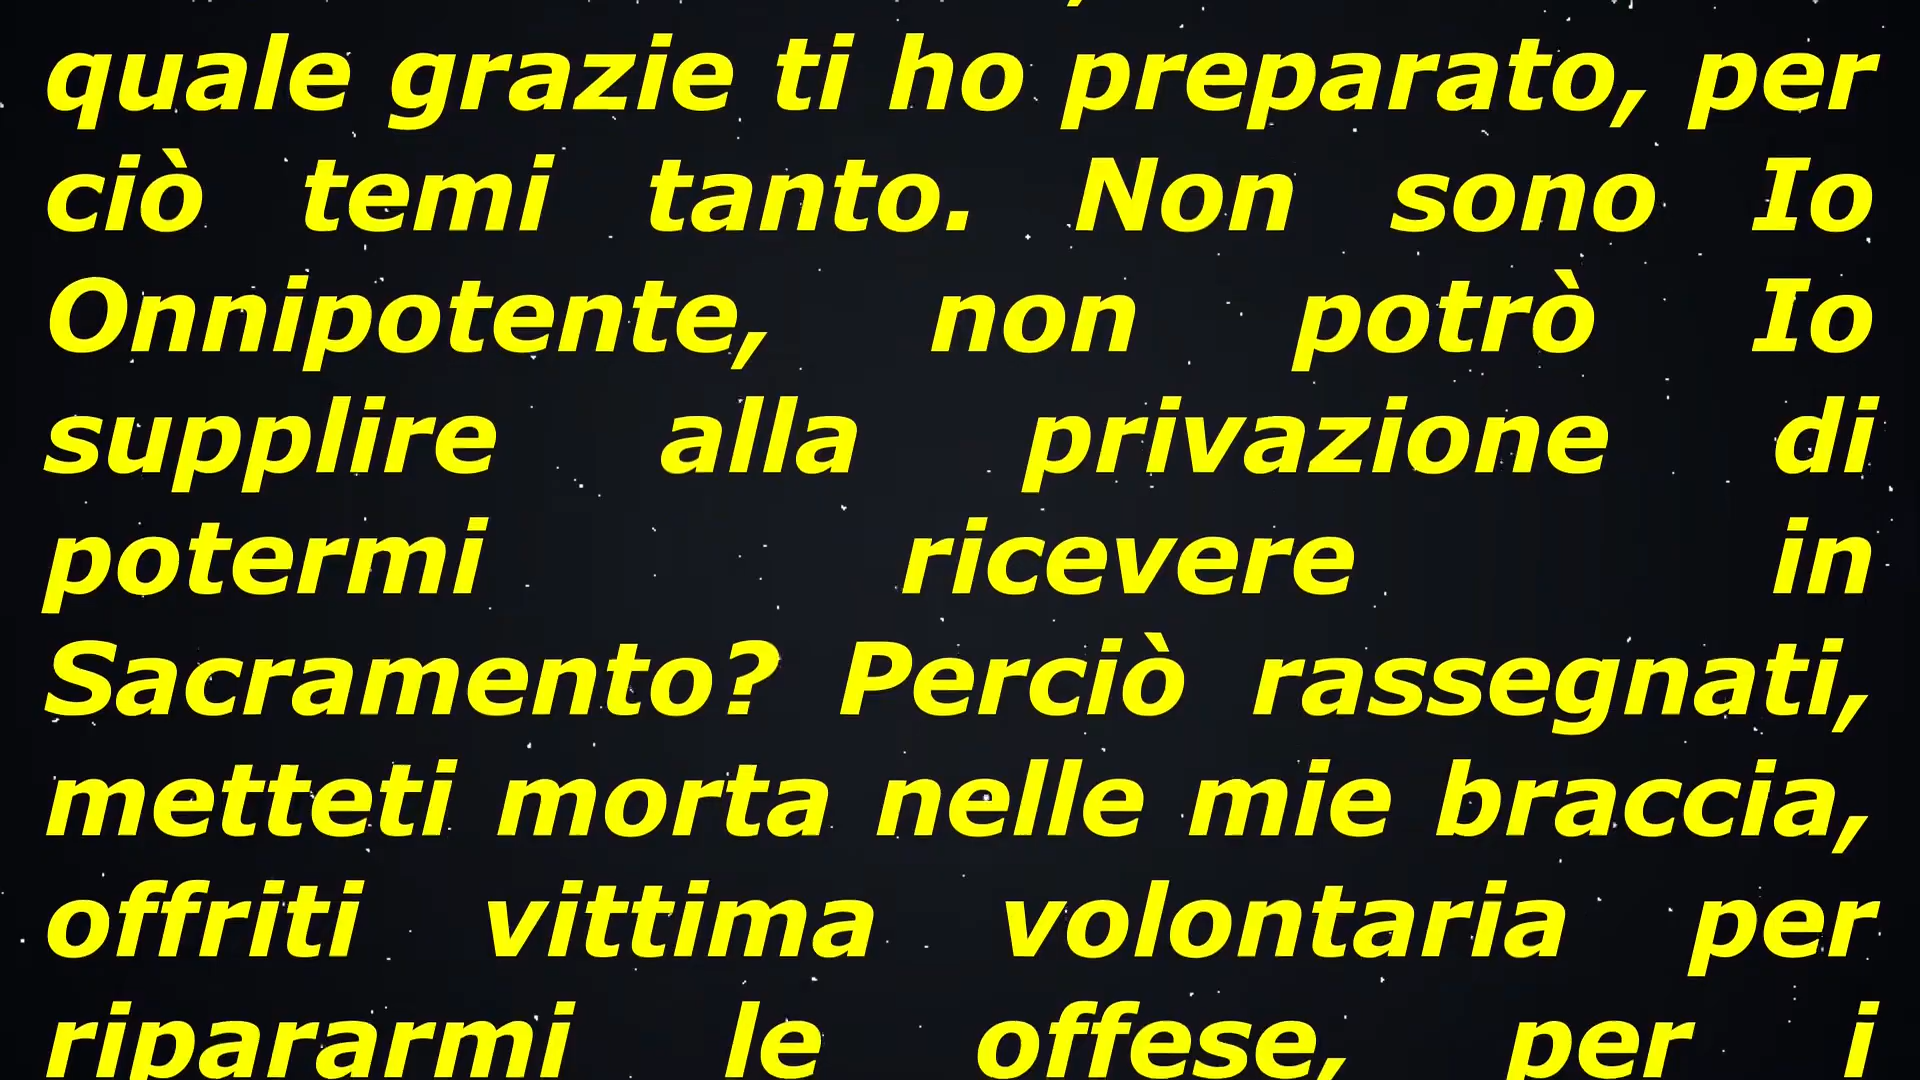 quale grazie ti ho preparato, per
ciò temi tanto. Non sono Io
Onnipotente, non potrò Io
supplire alla privazione di
potermi ricevere in
Sacramento? Perciò rassegnati,
metteti morta nelle mie braccia,
offriti vittima volontaria per
ripararmi le offese, per i